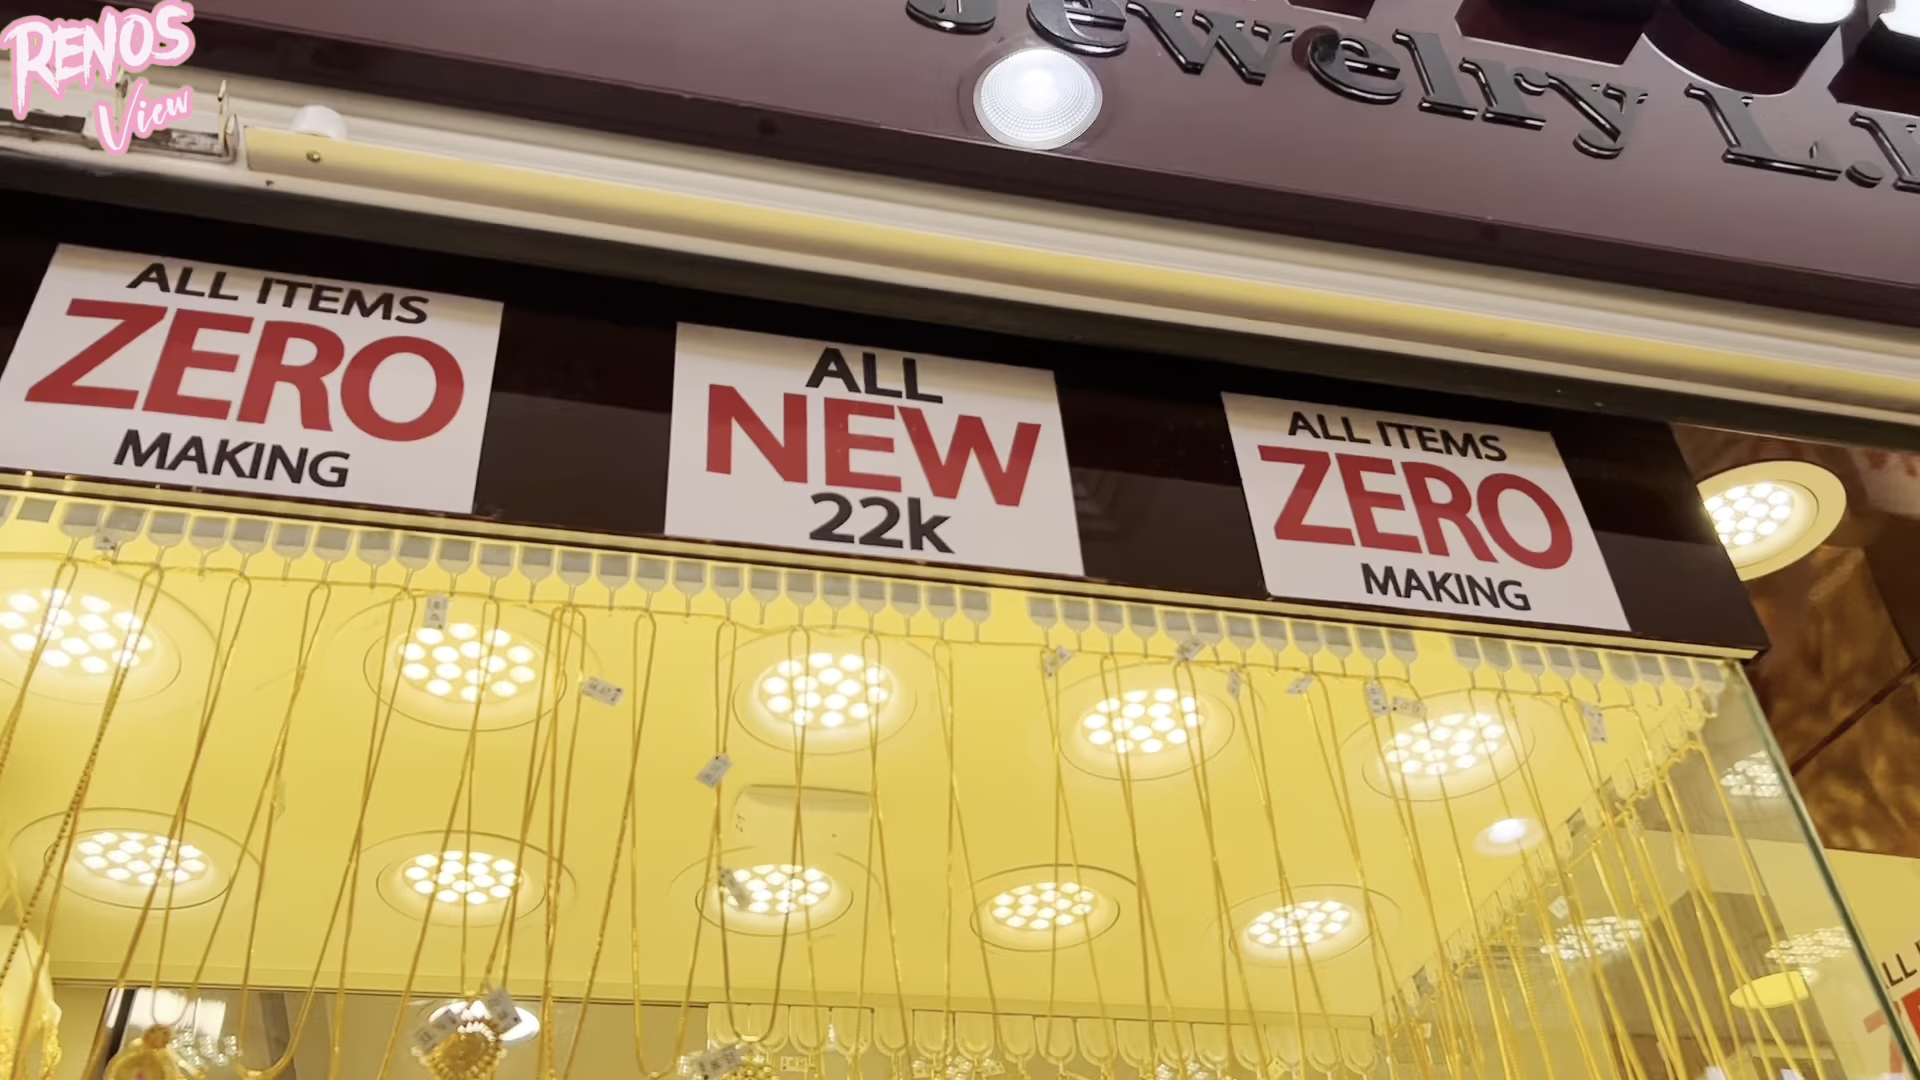 RENOS
View
Jewelry L.
ALL ITEMS
ZERO
MAKING
ALL
NEW
22k
ALL ITEMS
ZERO
MAKING